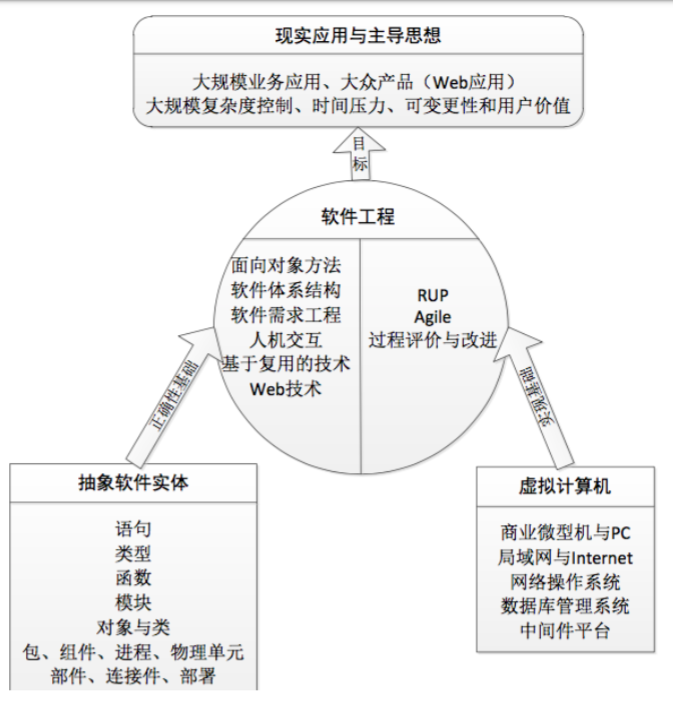 现实应用与主导思想
大规模业务应用、大众产品（Web应用）
大规模复杂度控制、时间压力、可变更性和用户价值
目
标
软件工程
面向对象方法
软件体系结构
软件需求工程
人机交互
基于复用的技术
Web技术
RUP
Agile
过程评价与改进
正确性基础
实现基础
抽象软件实体
语句
类型
函数
模块
对象与类
包、组件、进程、物理单元
部件、连接件、部署
虚拟计算机
商业微型机与PC
局域网与Internet
网络操作系统
数据库管理系统
中间件平台